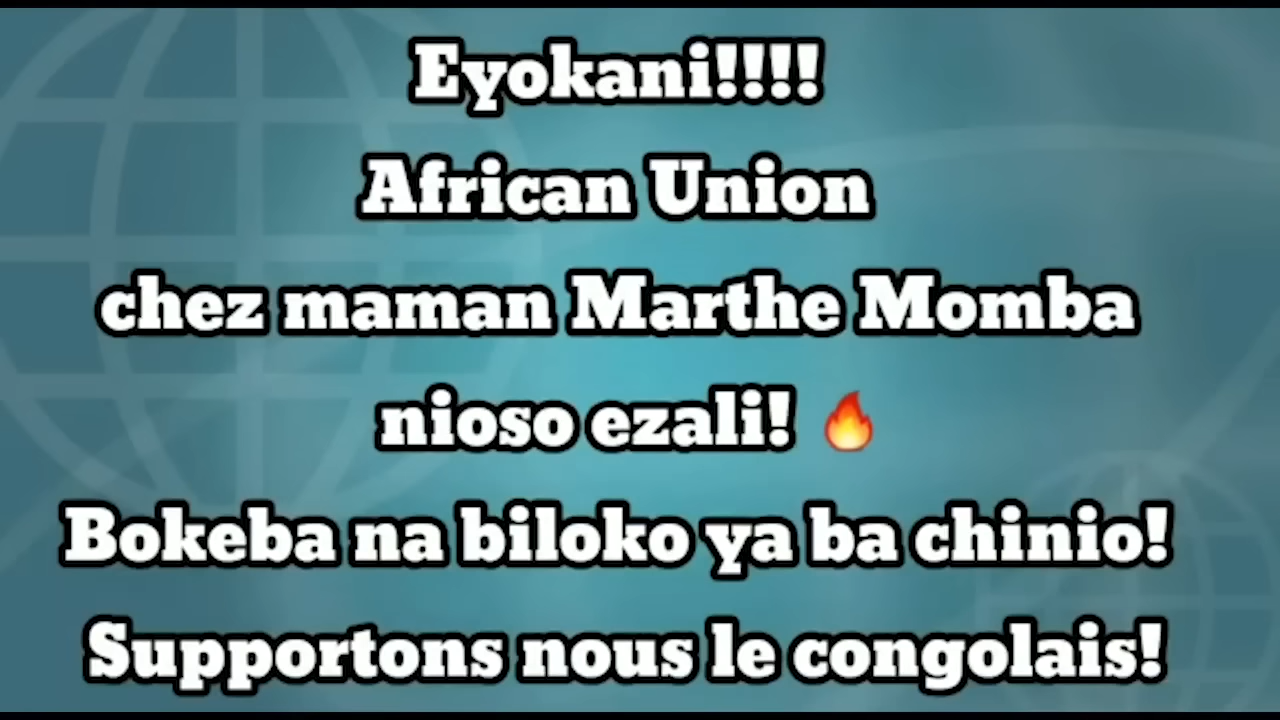 Eyokani!!!!
African Union
chez maman Marthe Momba
nioso ezali! 🔥
Bokeba na biloko ya ba chinio!
Supportons nous le congolais!